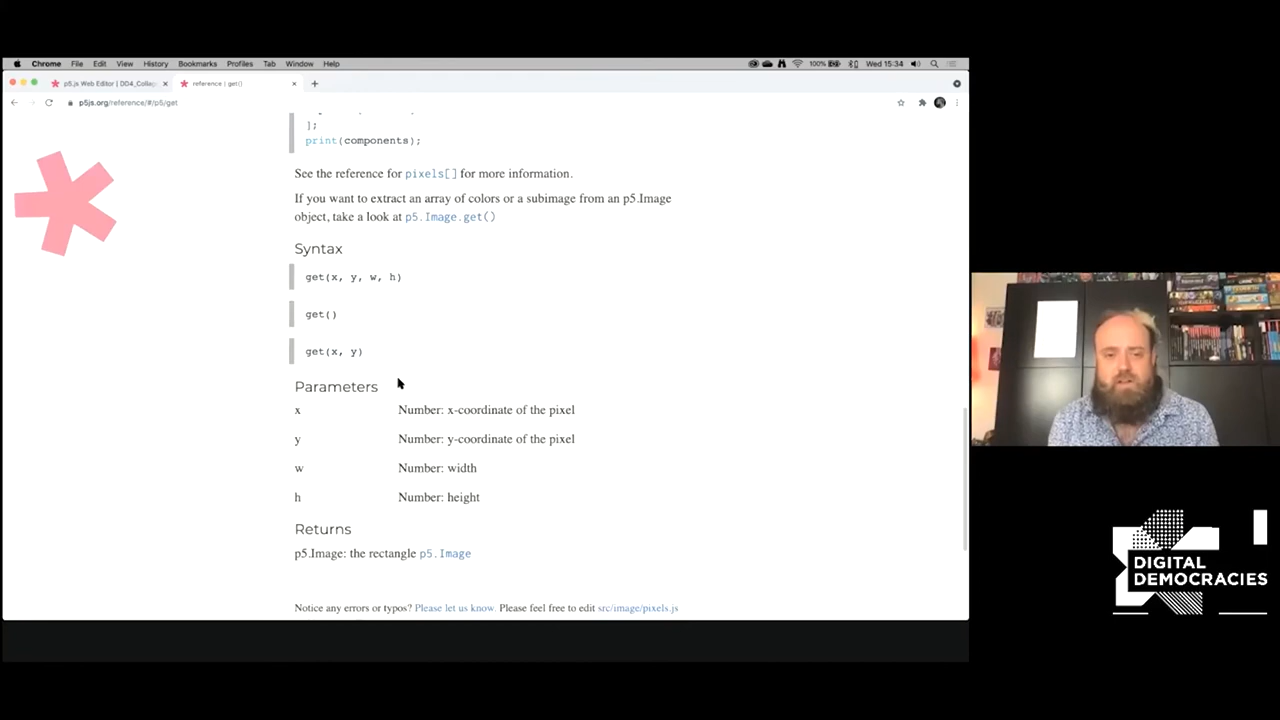 Chrome File Edit View History Bookmarks Profiles Tab Window Help 100% Wed 15:34
p5.js Web Editor | DD4_Colla
reference | get()
p5js.org/reference/#/p5/get
];
print(components);
See the reference for pixels[] for more information.
If you want to extract an array of colors or a subimage from an p5.Image
object, take a look at p5.Image.get()
Syntax
get(x, y, w, h)
get()
get(x, y)
Parameters
x Number: x-coordinate of the pixel
y Number: y-coordinate of the pixel
w Number: width
h Number: height
Returns
p5.Image: the rectangle p5.Image
Notice any errors or typos? Please let us know. Please feel free to edit src/image/pixels.js
DIGITAL
DEMOCRACIES